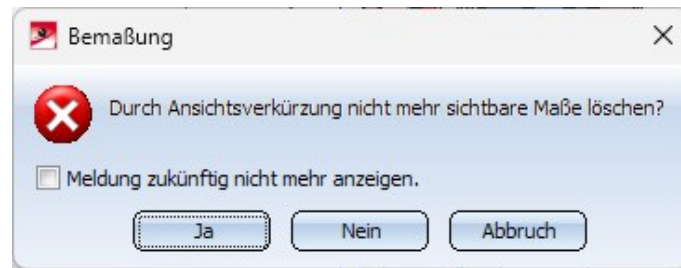 Bemaßung
Durch Ansichtsverkürzung nicht mehr sichtbare Maße löschen?
Meldung zukünftig nicht mehr anzeigen.
Ja Nein Abbruch